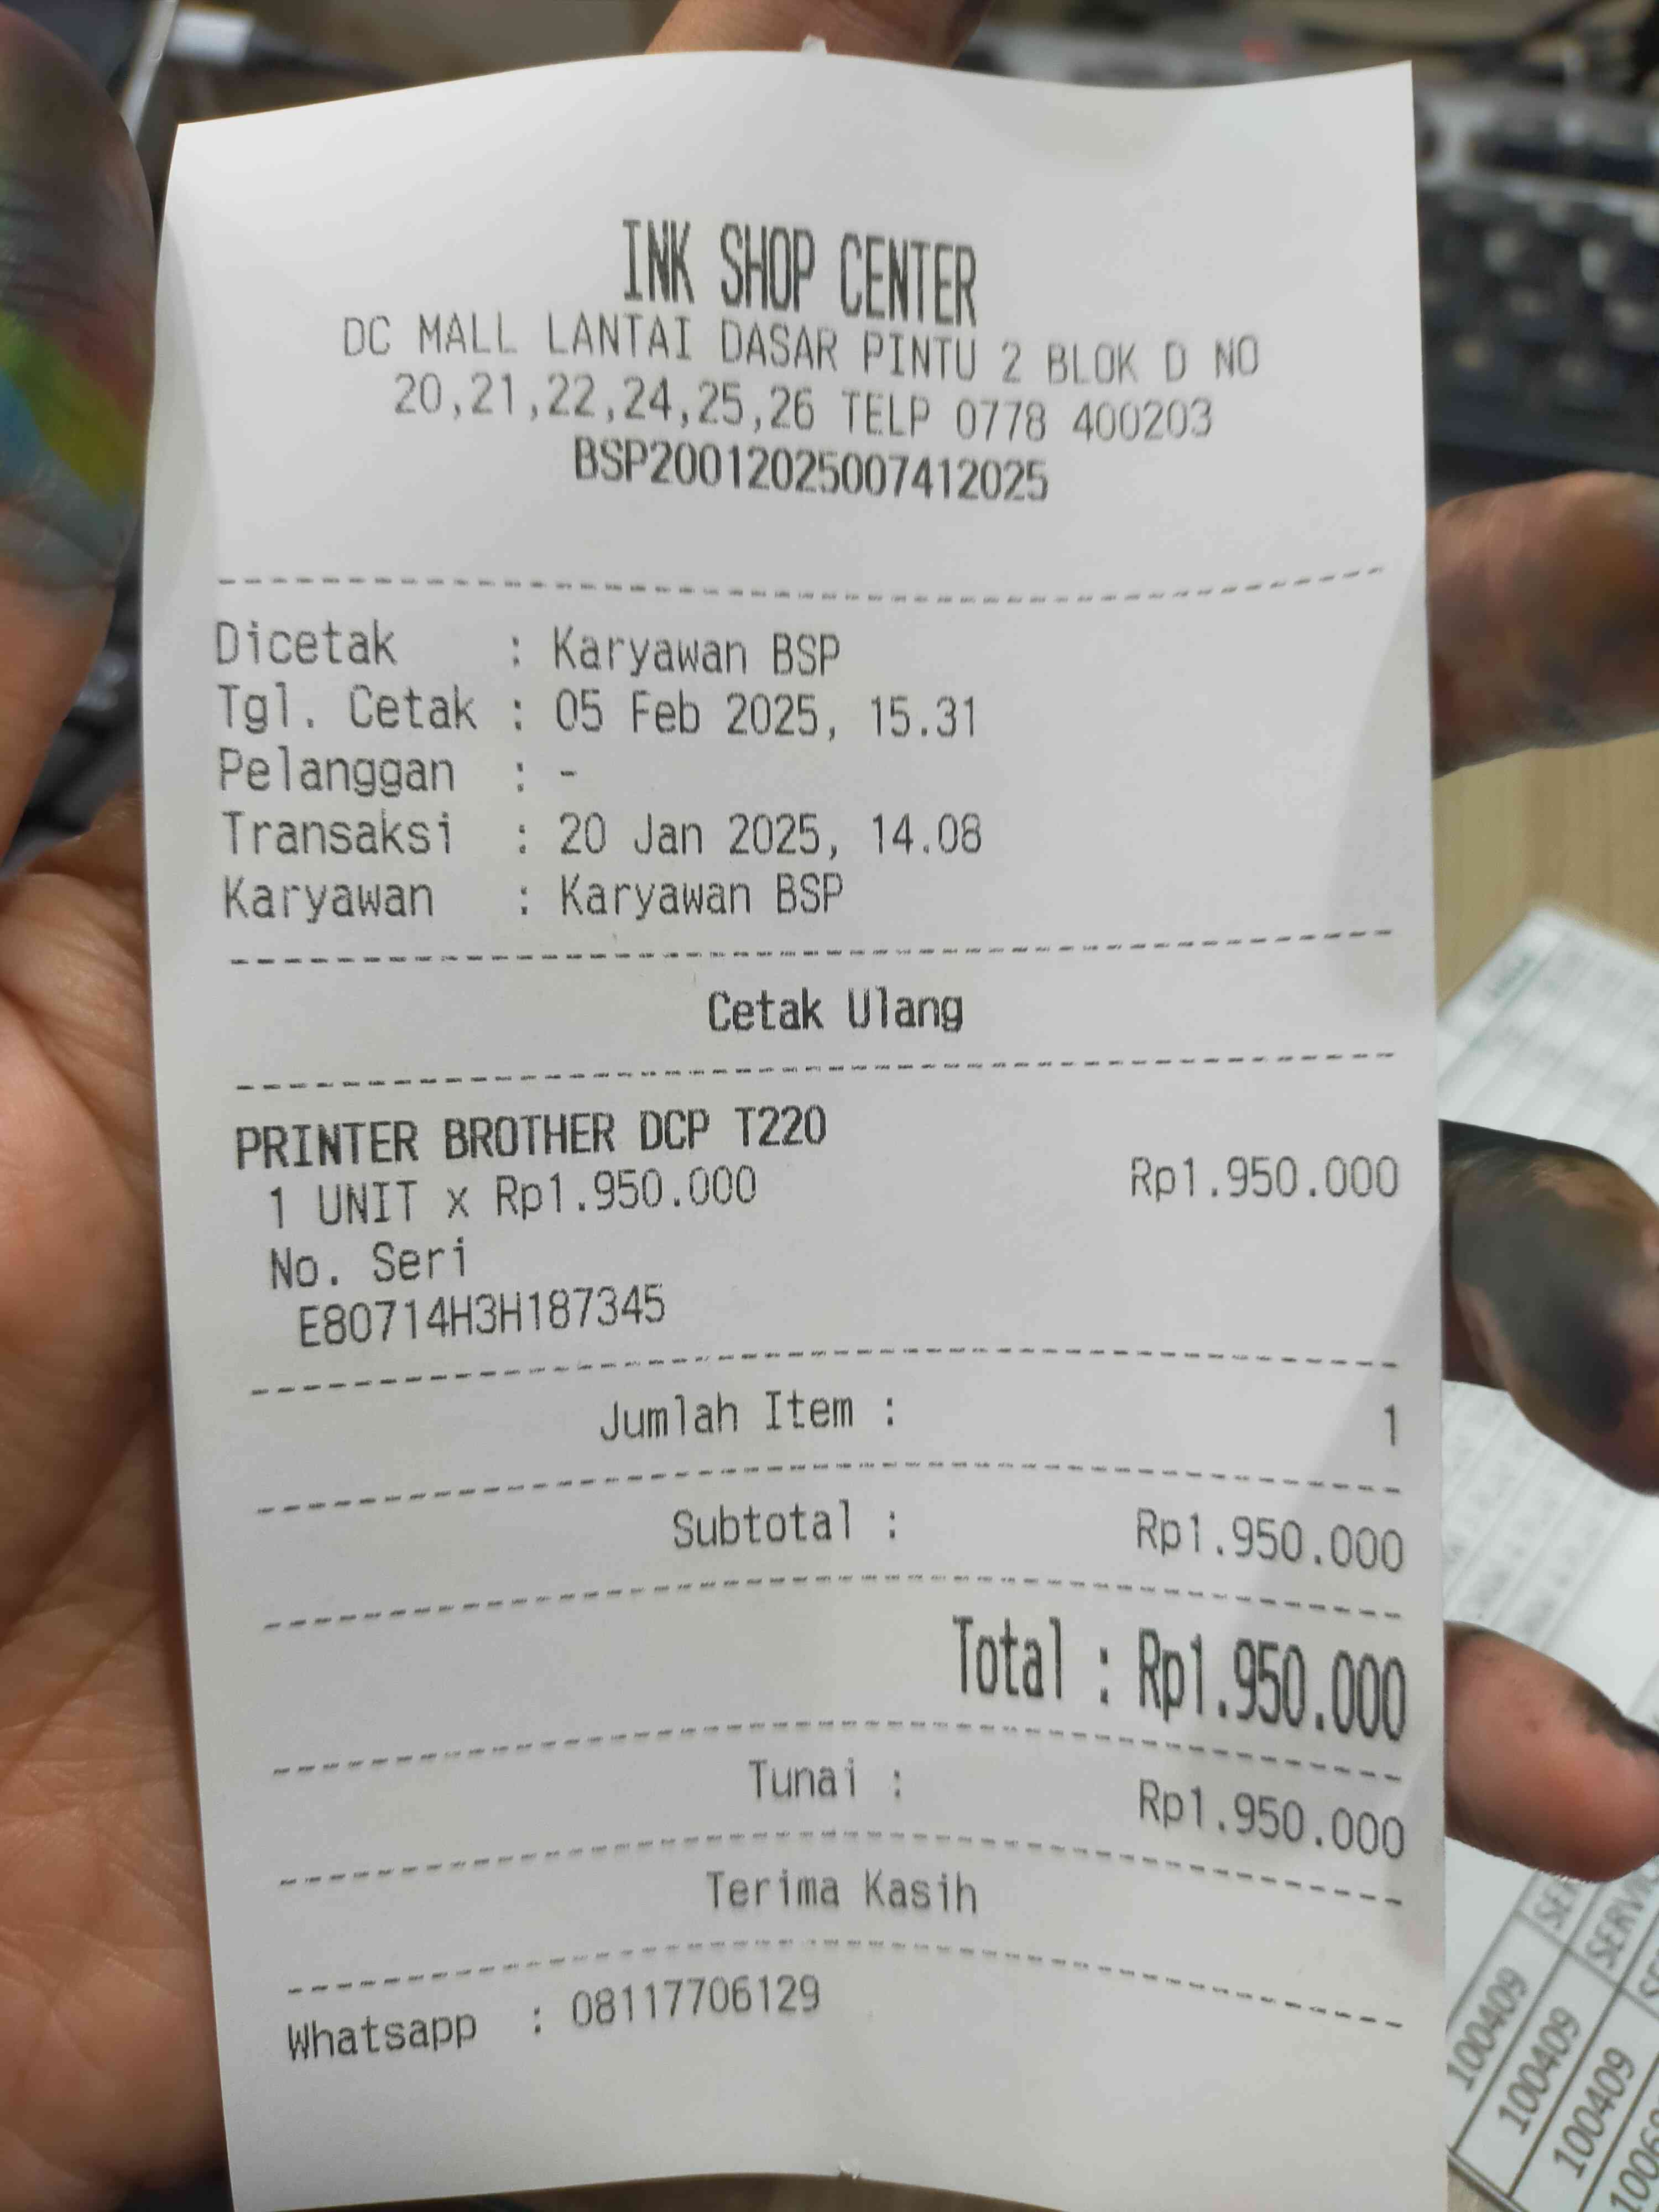 INK SHOP CENTER
DC MALL LANTAI DASAR PINTU 2 BLOK D NO
20,21,22,24,25,26 TELP 0778 400203
BSP20012025007412025
Dicetak : Karyawan BSP
Tgl. Cetak : 05 Feb 2025, 15.31
Pelanggan : -
Transaksi : 20 Jan 2025, 14.08
Karyawan : Karyawan BSP
Cetak Ulang
PRINTER BROTHER DCP T220
1 UNIT x Rp1.950.000 Rp1.950.000
No. Seri
E80714H3H187345
Jumlah Item : 1
Subtotal : Rp1.950.000
Total : Rp1.950.000
Tunai : Rp1.950.000
Terima Kasih
Whatsapp : 08117706129
100409
100409
100409